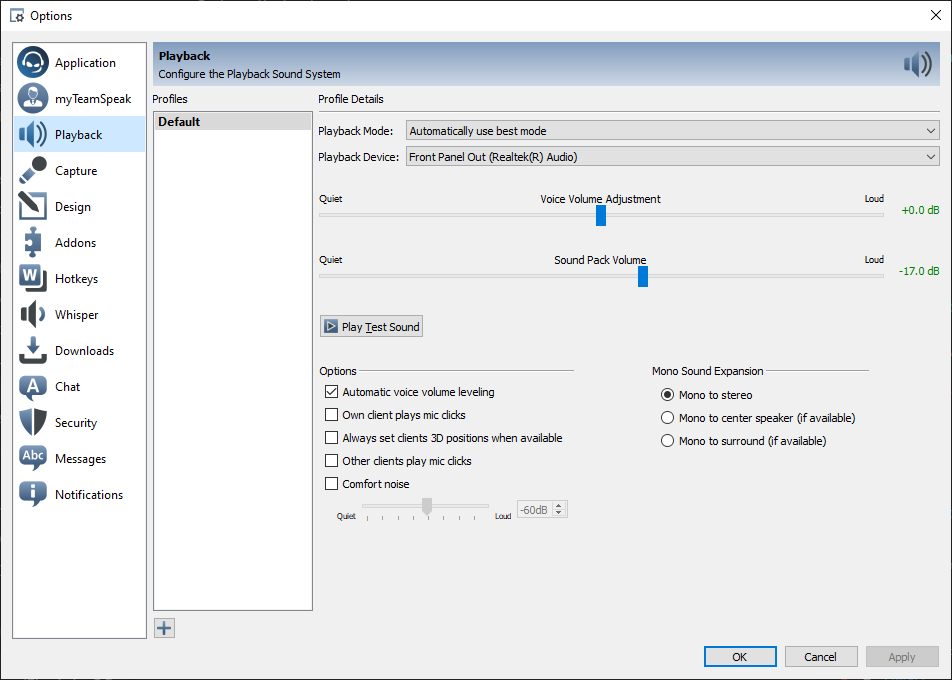 Options
Application
myTeamSpeak
Playback
Capture
Design
Addons
Hotkeys
Whisper
Downloads
Chat
Security
Messages
Notifications
W
A
Abc
Playback
Configure the Playback Sound System
Profiles
Default
Profile Details
Playback Mode: Automatically use best mode
Playback Device: Front Panel Out (Realtek(R) Audio)
Quiet Voice Volume Adjustment Loud +0.0 dB
Quiet Sound Pack Volume Loud -17.0 dB
Play Test Sound
Options
Automatic voice volume leveling
Own client plays mic clicks
Always set clients 3D positions when available
Other clients play mic clicks
Comfort noise
Quiet Loud -60dB
Mono Sound Expansion
Mono to stereo
Mono to center speaker (if available)
Mono to surround (if available)
OK Cancel Apply